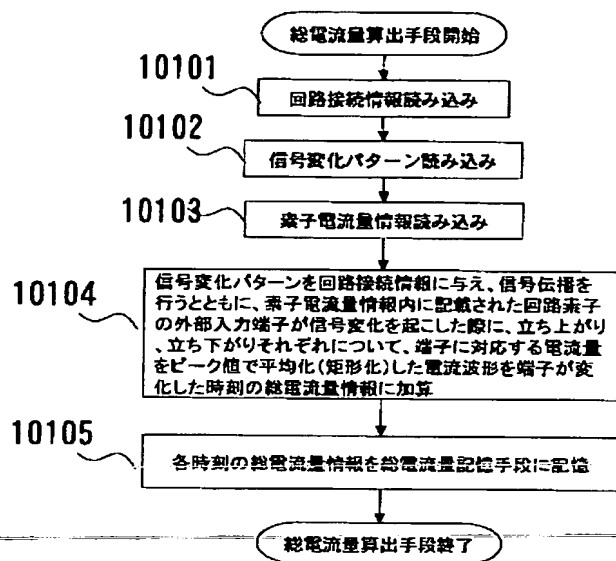 総電流量算出手段開始
10101
回路接続情報読み込み
10102
信号変化パターン読み込み
10103
素子電流量情報読み込み
10104
信号変化パターンを回路接続情報に与え、信号伝播を
行うとともに、素子電流量情報内に記載された回路素子
の外部入力端子が信号変化を起こした際に、立ち上がり
、立ち下がりそれぞれについて、端子に対応する電流量
をピーク値で平均化(矩形化)した電流波形を端子が変
化した時刻の総電流量情報に加算
10105
各時刻の総電流量情報を総電流量記憶手段に記憶
総電流量算出手段終了